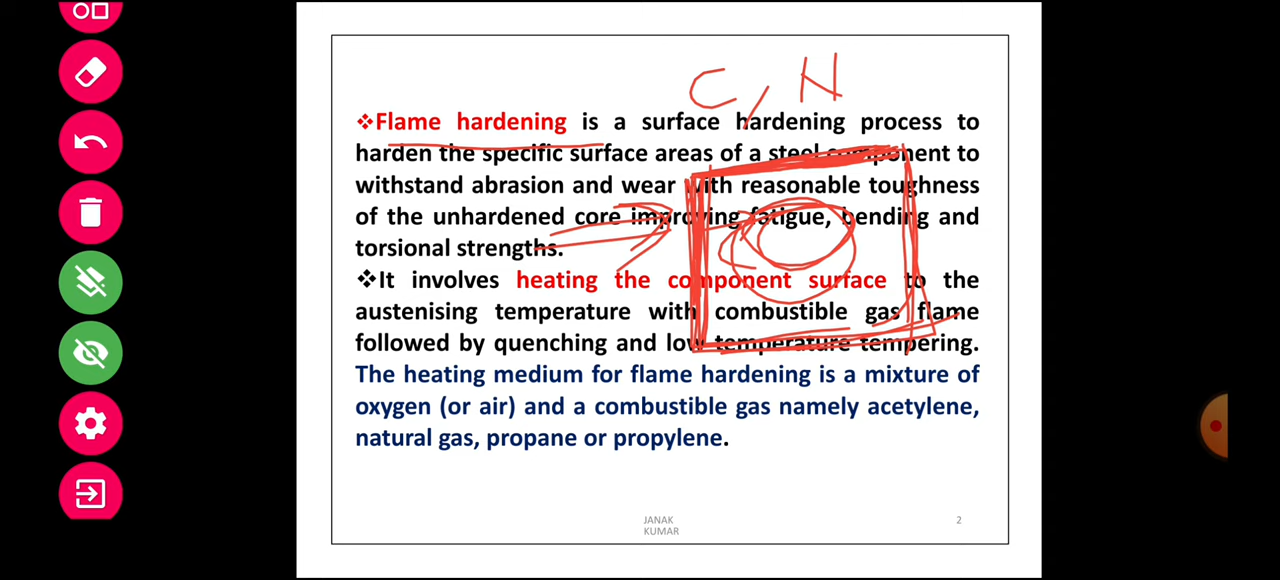 C, N
❖Flame hardening is a surface hardening process to
harden the specific surface areas of a steel component to
withstand abrasion and wear with reasonable toughness
of the unhardened core improving fatigue, bending and
torsional strengths.
❖It involves heating the component surface to the
austenising temperature with combustible gas flame
followed by quenching and low temperature tempering.
The heating medium for flame hardening is a mixture of
oxygen (or air) and a combustible gas namely acetylene,
natural gas, propane or propylene.
JANAK
KUMAR
2